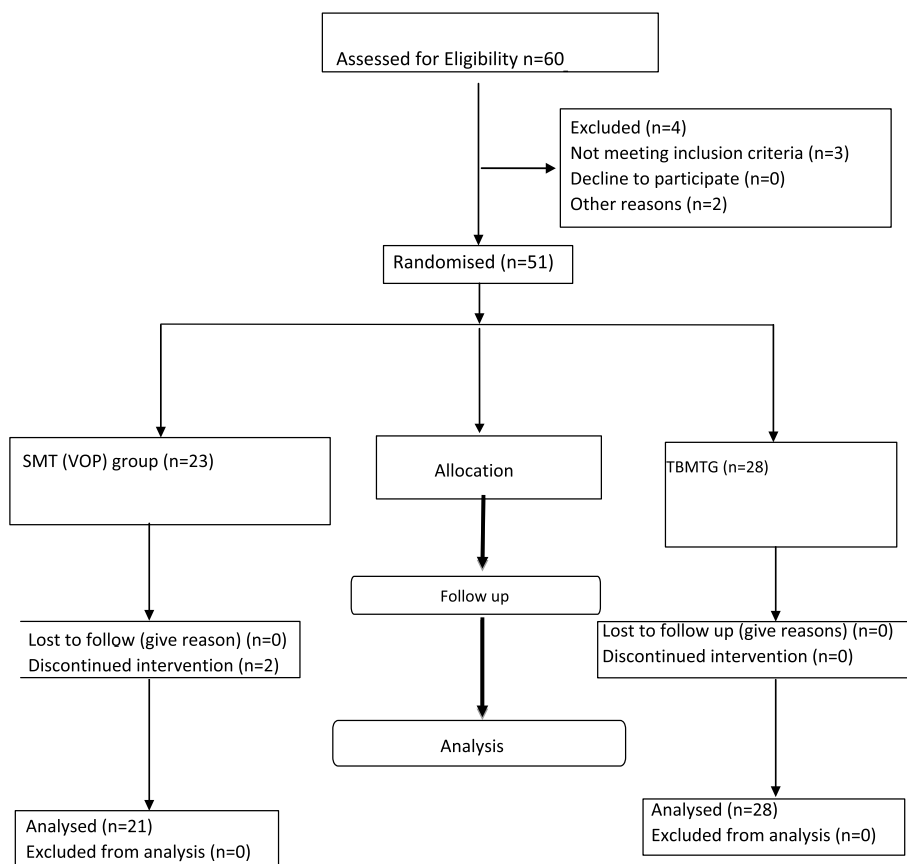 Assessed for Eligibility n=60
Excluded (n=4)
Not meeting inclusion criteria (n=3)
Decline to participate (n=0)
Other reasons (n=2)
Randomised (n=51)
SMT (VOP) group (n=23)
Allocation
TBMTG (n=28)
Follow up
Lost to follow (give reason) (n=0)
Discontinued intervention (n=2)
Lost to follow up (give reasons) (n=0)
Discontinued intervention (n=0)
Analysis
Analysed (n=21)
Excluded from analysis (n=0)
Analysed (n=28)
Excluded from analysis (n=0)